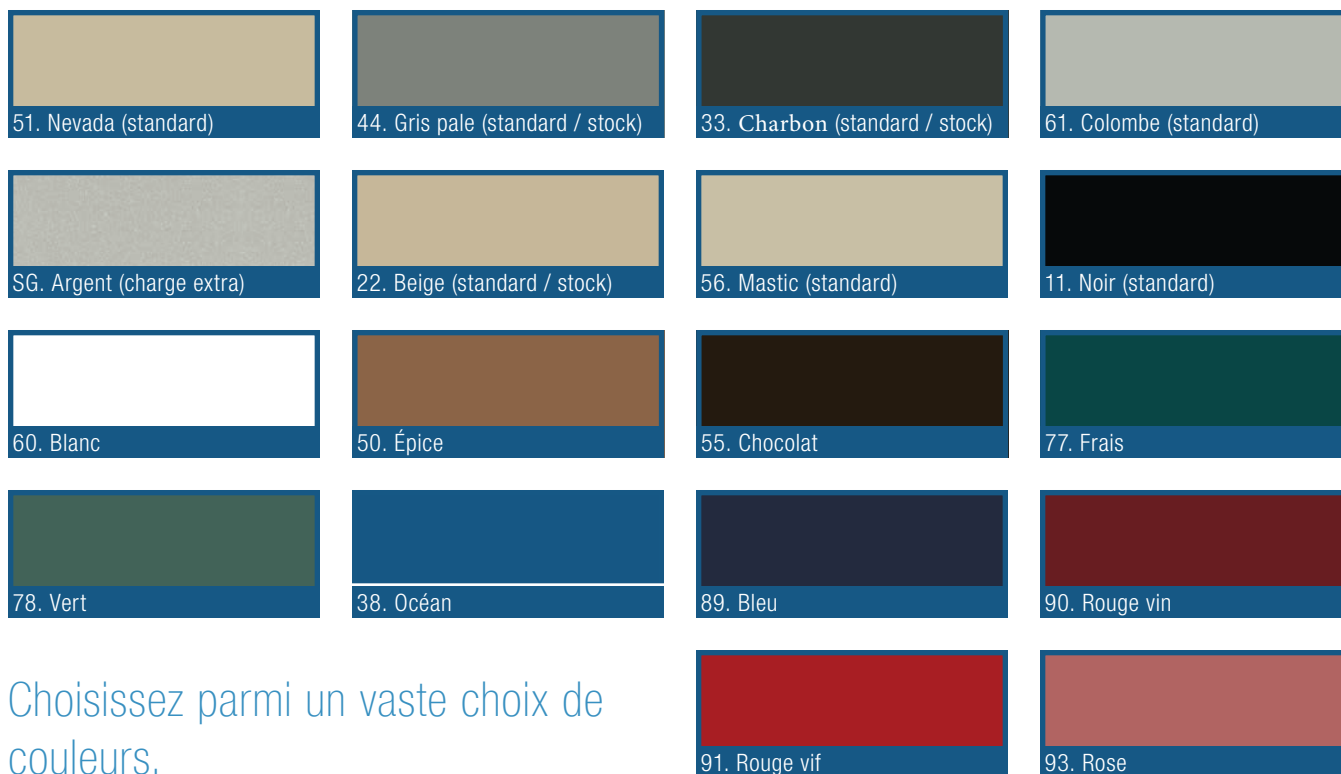 51. Nevada (standard)
44. Gris pale (standard / stock)
33. Charbon (standard / stock)
61. Colombe (standard)
SG. Argent (charge extra)
22. Beige (standard / stock)
56. Mastic (standard)
11. Noir (standard)
60. Blanc
50. Épice
55. Chocolat
77. Frais
78. Vert
38. Océan
89. Bleu
90. Rouge vin
Choisissez parmi un vaste choix de
couleurs.
91. Rouge vif
93. Rose